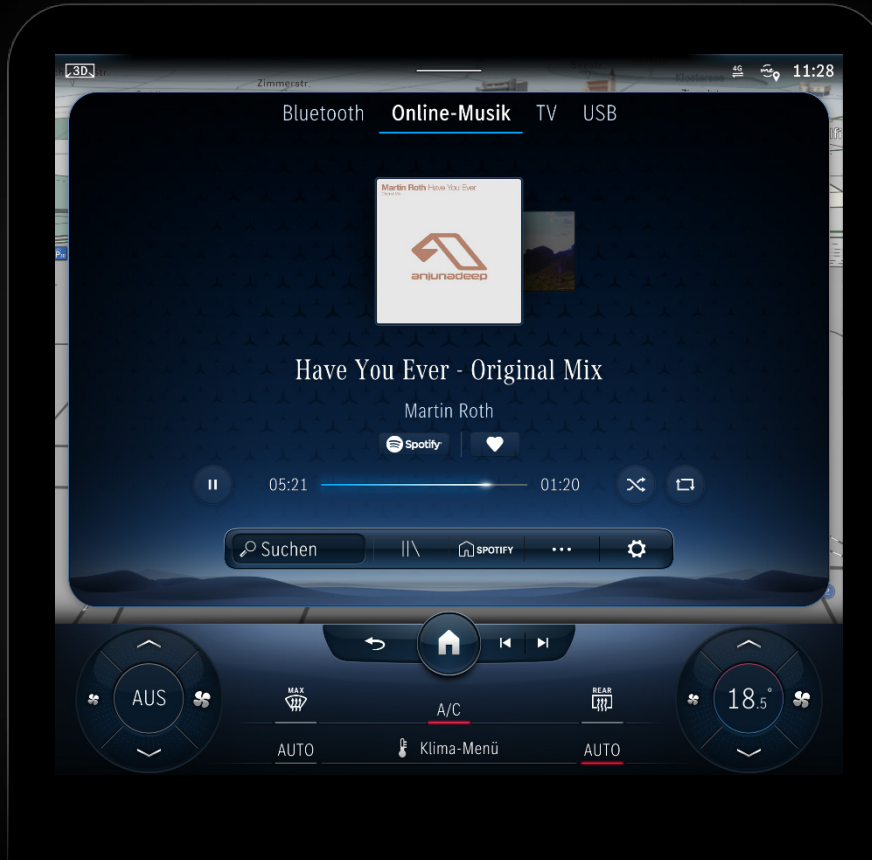 3D
Zimmerstr.
4G
11:28
Bluetooth Online-Musik TV USB
Martin Roth Have You Ever
anjunadeep
Have You Ever - Original Mix
Martin Roth
Spotify
05:21 01:20
Suchen SPOTIFY
AUS MAX A/C REAR 18.5°
AUTO Klima-Menü AUTO